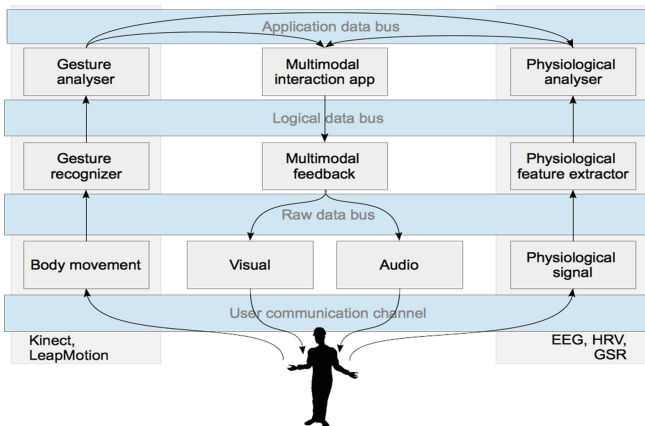 Application data bus
Gesture
analyser
Multimodal
interaction app
Physiological
analyser
Logical data bus
Gesture
recognizer
Multimodal
feedback
Physiological
feature extractor
Raw data bus
Body movement
Visual
Audio
Physiological
signal
User communication channel
Kinect,
LeapMotion
EEG, HRV,
GSR